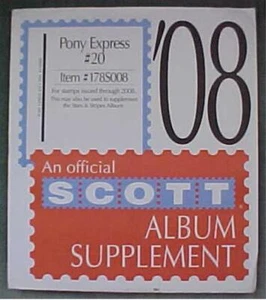 Pony Express
#20
Item #178S008
For stamps issued through 2008.
This may also be used to supplement
the Stars & Stripes Album
'08
An official
SCOTT
ALBUM
SUPPLEMENT